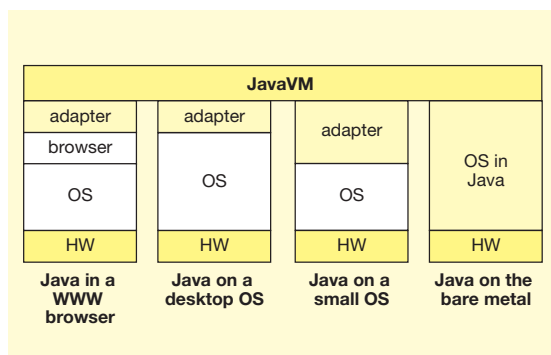 JavaVM
adapter
browser
OS
HW
Java in a
WWW
browser
adapter
OS
HW
Java on a
desktop OS
adapter
OS
HW
Java on a
small OS
OS in
Java
HW
Java on the
bare metal